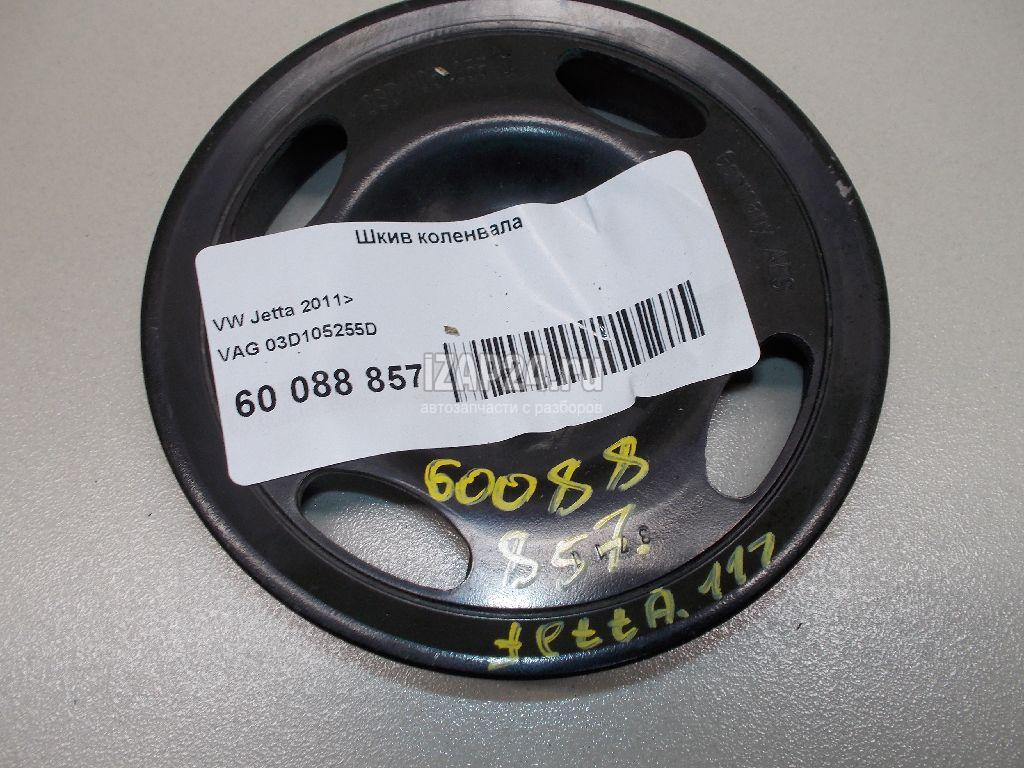 Шкив коленвала
VW Jetta 2011>
VAG 03D105255D
60 088 857
iZAP24.ru
автозапчасти с разборов
60088
857.
JettA. 117